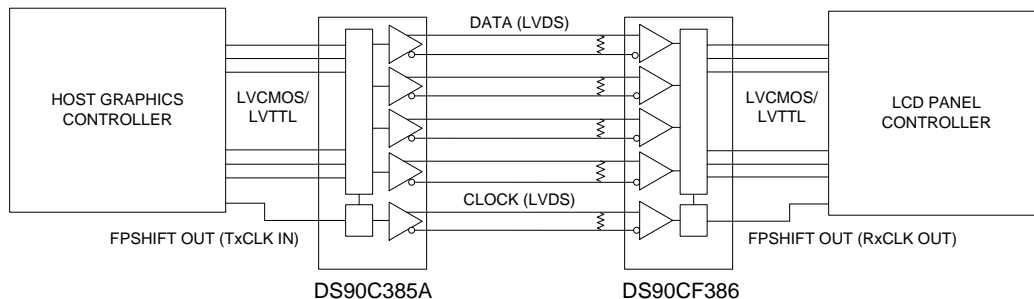 DATA (LVDS)
HOST GRAPHICS
CONTROLLER
LVCMOS/
LVTTL
LVCMOS/
LVTTL
LCD PANEL
CONTROLLER
CLOCK (LVDS)
FPSHIFT OUT (TxCLK IN)
FPSHIFT OUT (RxCLK OUT)
DS90C385A
DS90CF386